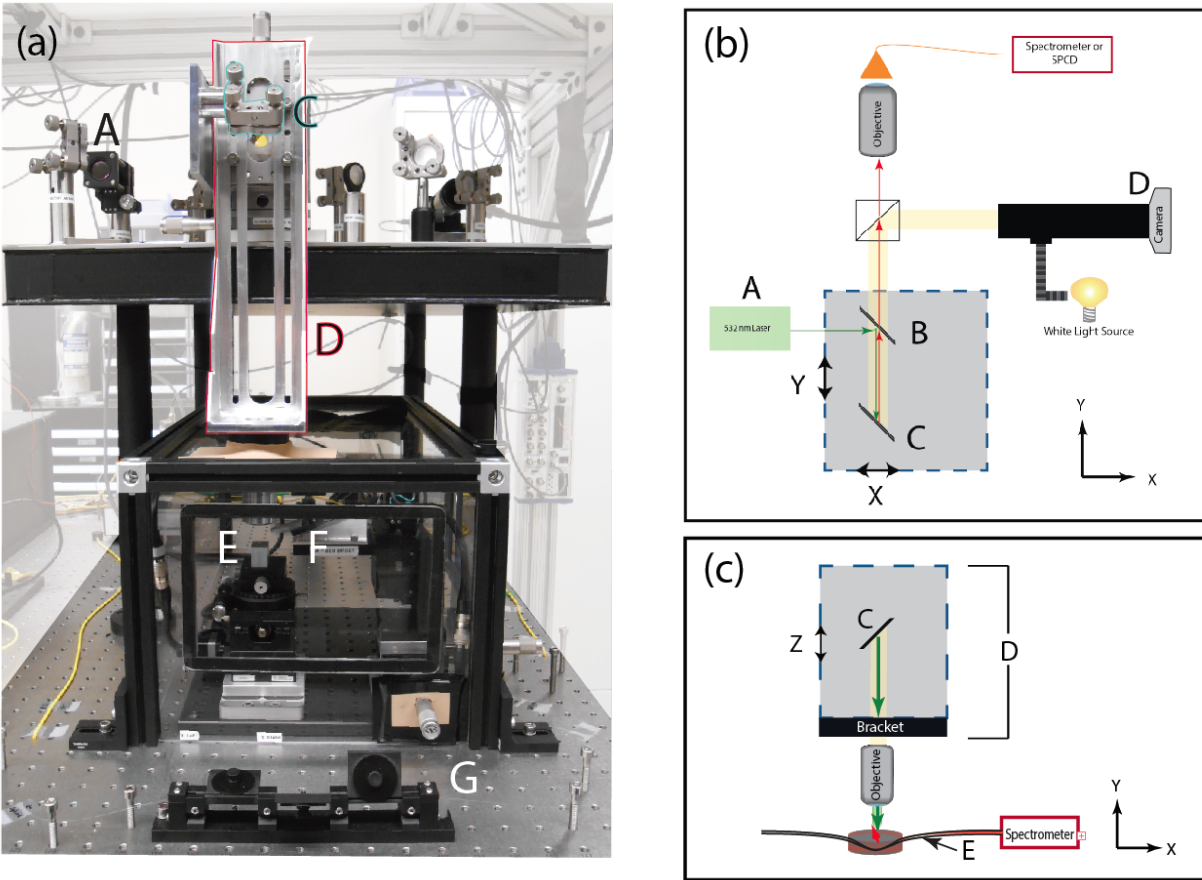 (a)
A
C
D
E
F
G
(b)
Spectrometer or
SPCD
Objective
D
Camera
A
532 nm Laser
B
White Light Source
Y
C
X
Y
X
(c)
C
Z
D
Bracket
Objective
Y
E
Spectrometer
X